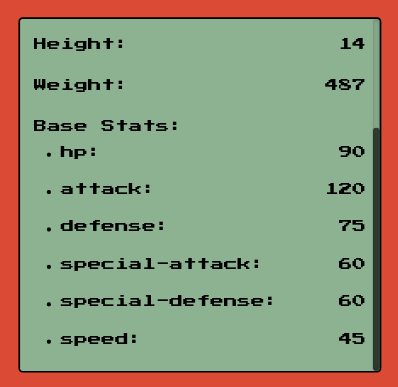 Height: 14
Weight: 487
Base Stats:
. hp: 90
. attack: 120
. defense: 75
. special-attack: 60
. special-defense: 60
. speed: 45